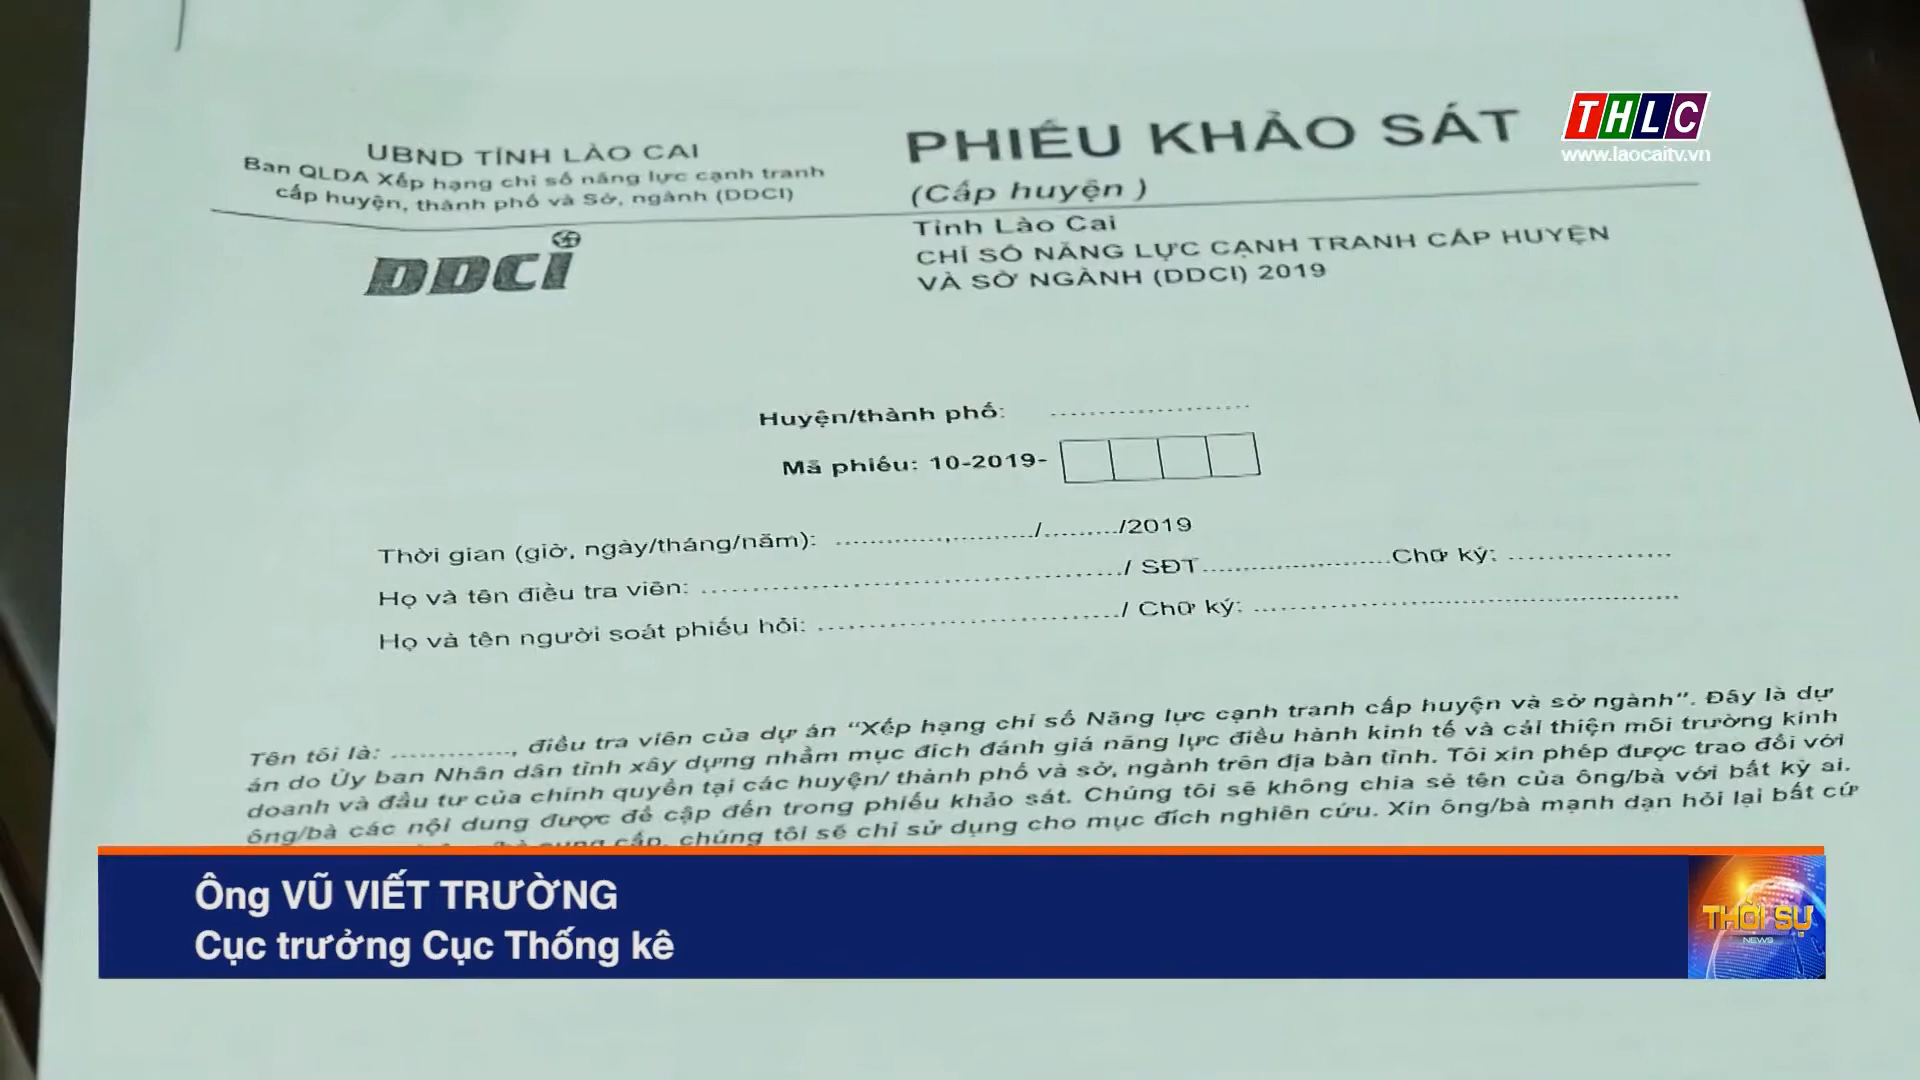 THLC
www.laocaitv.vn
UBND TỈNH LÀO CAI
Ban QLDA Xếp hạng chỉ số năng lực cạnh tranh
cấp huyện, thành phố và Sở, ngành (DDCI)
DDCI
PHIẾU KHẢO SÁT
(Cấp huyện )
Tỉnh Lào Cai
CHỈ SỐ NĂNG LỰC CẠNH TRANH CẤP HUYỆN
VÀ SỞ NGÀNH (DDCI) 2019
Huyện/thành phố: ......................
Mã phiếu: 10-2019-
Thời gian (giờ, ngày/tháng/năm): ............,........../........./2019
Họ và tên điều tra viên: ............................................../ SĐT........................Chữ ký: ..................
Họ và tên người soát phiếu hỏi: ................................./ Chữ ký: ...............................................
Tên tôi là: ............., điều tra viên của dự án “Xếp hạng chỉ số Năng lực cạnh tranh cấp huyện và sở ngành”. Đây là dự
án do Ủy ban Nhân dân tỉnh xây dựng nhằm mục đích đánh giá năng lực điều hành kinh tế và cải thiện môi trường kinh
doanh và đầu tư của chính quyền tại các huyện/ thành phố và sở, ngành trên địa bàn tỉnh. Tôi xin phép được trao đổi với
ông/bà các nội dung được đề cập đến trong phiếu khảo sát. Chúng tôi sẽ không chia sẻ tên của ông/bà với bất kỳ ai.
cấp, chúng tôi sẽ chỉ sử dụng cho mục đích nghiên cứu. Xin ông/bà mạnh dạn hỏi lại bất cứ
Ông VŨ VIẾT TRƯỜNG
Cục trưởng Cục Thống kê
THỜI SỰ
NEWS